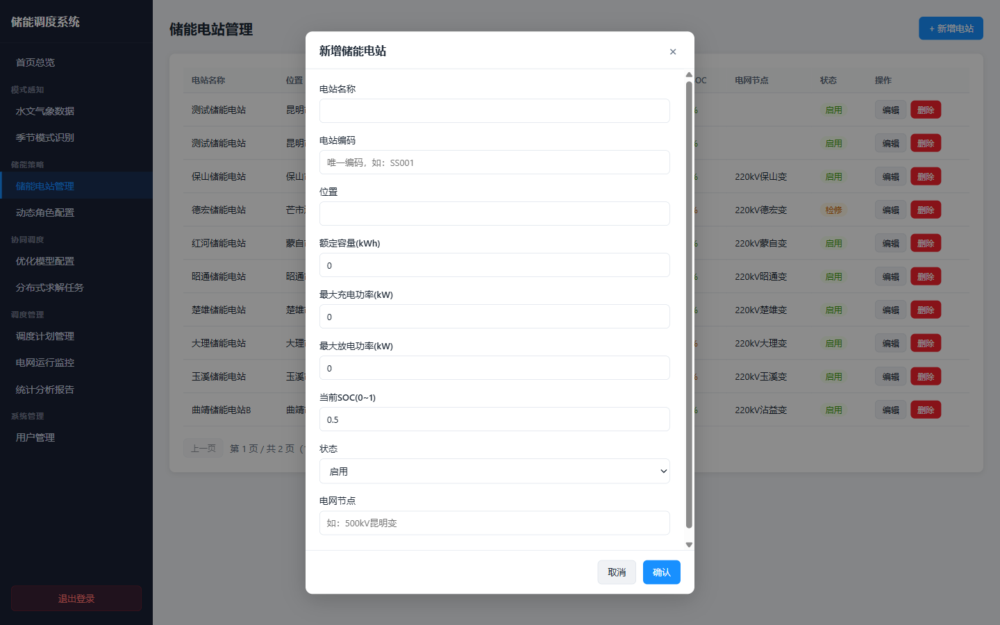 储能调度系统
首页总览
模式感知
水文气象数据
季节模式识别
储能策略
储能电站管理
动态角色配置
协同调度
优化模型配置
分布式求解任务
调度管理
调度计划管理
电网运行监控
统计分析报告
系统管理
用户管理
退出登录
储能电站管理
+ 新增电站
电站名称 位置 OC 电网节点 状态 操作
测试储能电站 昆明 % 启用 编辑 删除
测试储能电站 昆明 % 启用 编辑 删除
保山储能电站 保山 % 220kV保山变 启用 编辑 删除
德宏储能电站 芒市 % 220kV德宏变 检修 编辑 删除
红河储能电站 蒙自 % 220kV蒙自变 启用 编辑 删除
昭通储能电站 昭通 % 220kV昭通变 启用 编辑 删除
楚雄储能电站 楚雄 % 220kV楚雄变 启用 编辑 删除
大理储能电站 大理 % 220kV大理变 启用 编辑 删除
玉溪储能电站 玉溪 % 220kV玉溪变 启用 编辑 删除
曲靖储能电站B 曲靖 % 220kV沾益变 启用 编辑 删除
上一页 第 1 页 / 共 2 页（
新增储能电站
×
电站名称
电站编码
唯一编码，如：SS001
位置
额定容量(kWh)
0
最大充电功率(kW)
0
最大放电功率(kW)
0
当前SOC(0~1)
0.5
状态
启用
电网节点
如：500kV昆明变
取消 确认